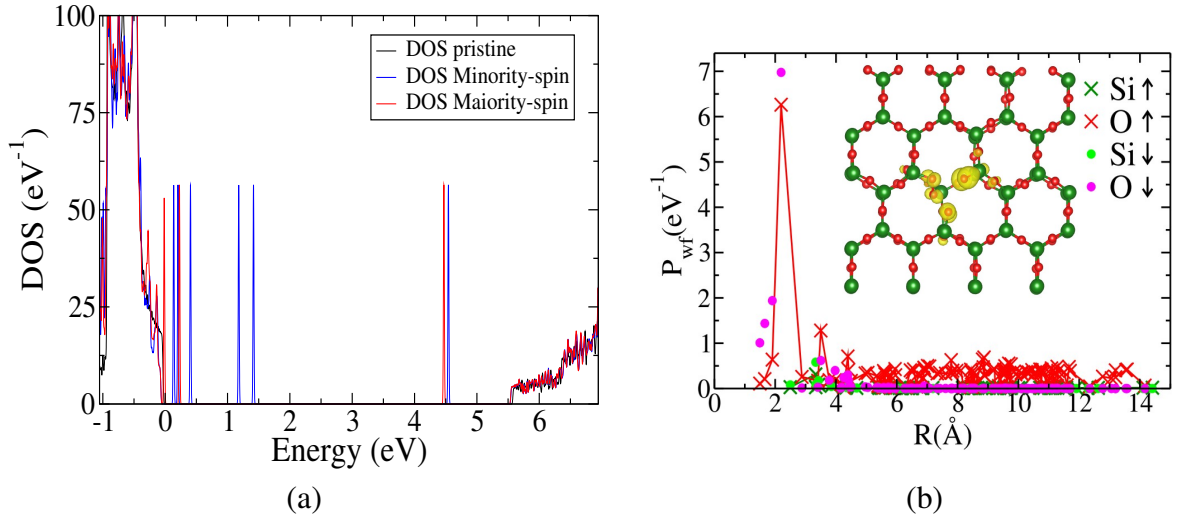 100
75
50
25
0
DOS (eV⁻¹)
DOS pristine
DOS Minority-spin
DOS Maiority-spin
-1 0 1 2 3 4 5 6
Energy (eV)
(a)
7
6
5
4
3
2
1
0
P_wf(eV⁻¹)
Si ↑
O ↑
Si ↓
O ↓
0 2 4 6 8 10 12 14
R(Å)
(b)